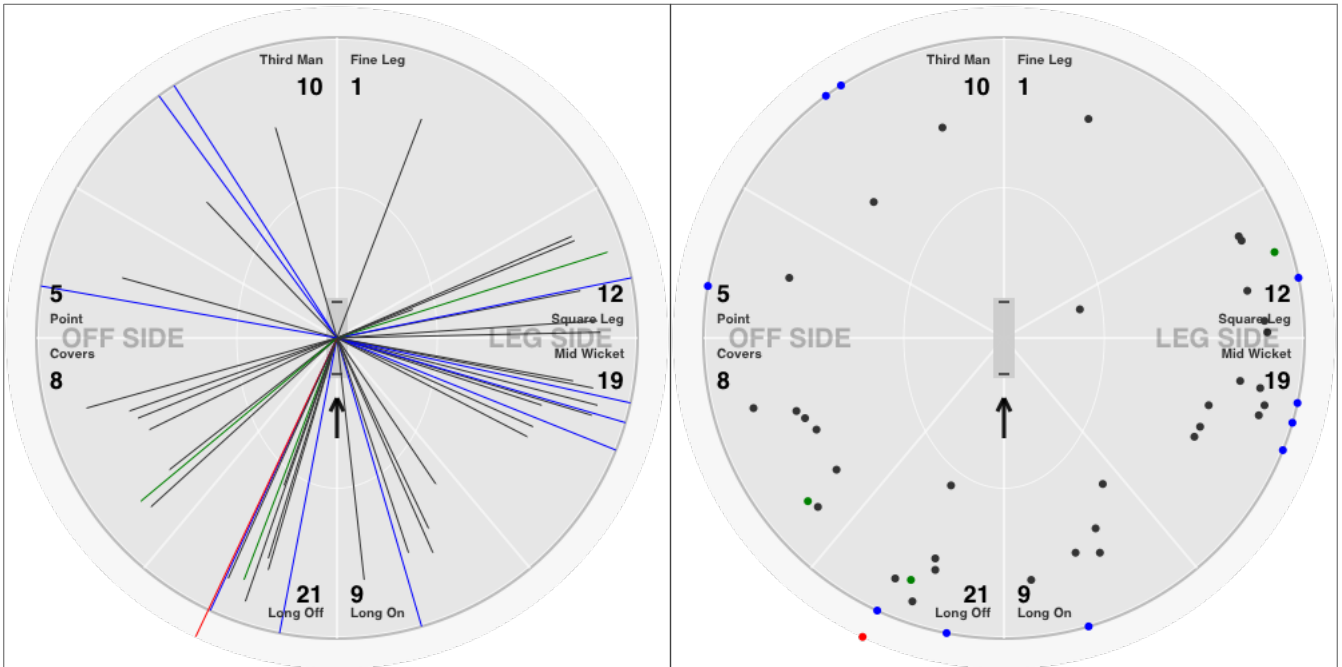 Third Man Fine Leg
10 1
5 12
Point Square Leg
OFF SIDE LEG SIDE
Covers Mid Wicket
8 19
21 9
Long Off Long On
Third Man Fine Leg
10 1
5 12
Point Square Leg
OFF SIDE LEG SIDE
Covers Mid Wicket
8 19
21 9
Long Off Long On